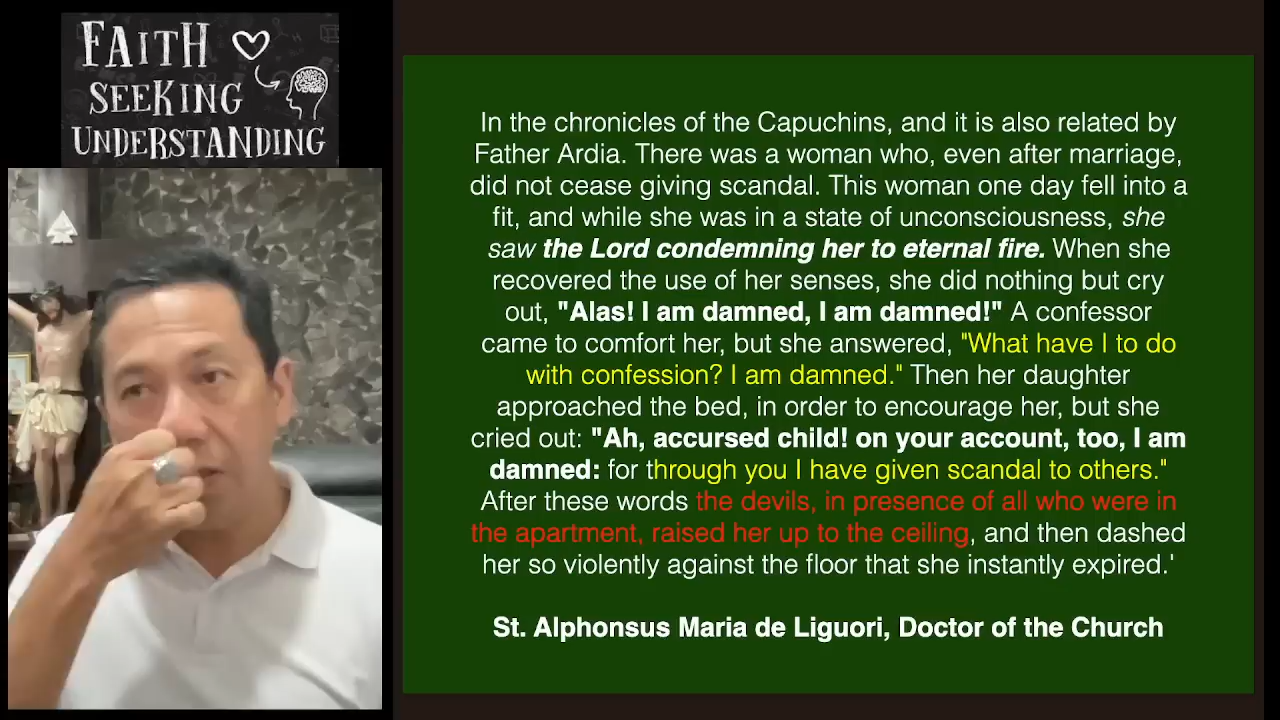 FAITH
SEEKING
UNDERSTANDING
In the chronicles of the Capuchins, and it is also related by
Father Ardia. There was a woman who, even after marriage,
did not cease giving scandal. This woman one day fell into a
fit, and while she was in a state of unconsciousness, she
saw the Lord condemning her to eternal fire. When she
recovered the use of her senses, she did nothing but cry
out, "Alas! I am damned, I am damned!" A confessor
came to comfort her, but she answered, "What have I to do
with confession? I am damned." Then her daughter
approached the bed, in order to encourage her, but she
cried out: "Ah, accursed child! on your account, too, I am
damned: for through you I have given scandal to others."
After these words the devils, in presence of all who were in
the apartment, raised her up to the ceiling, and then dashed
her so violently against the floor that she instantly expired.'
St. Alphonsus Maria de Liguori, Doctor of the Church